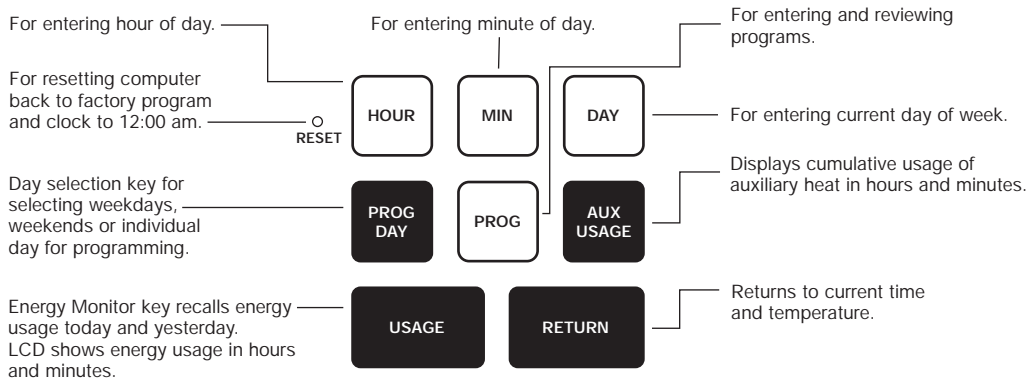 For entering hour of day.
For entering minute of day.
For entering and reviewing
programs.
For resetting computer
back to factory program
and clock to 12:00 am.
RESET
HOUR
MIN
DAY
For entering current day of week.
Day selection key for
selecting weekdays,
weekends or individual
day for programming.
PROG
DAY
PROG
AUX
USAGE
Displays cumulative usage of
auxiliary heat in hours and minutes.
Energy Monitor key recalls energy
usage today and yesterday.
LCD shows energy usage in hours
and minutes.
USAGE
RETURN
Returns to current time
and temperature.